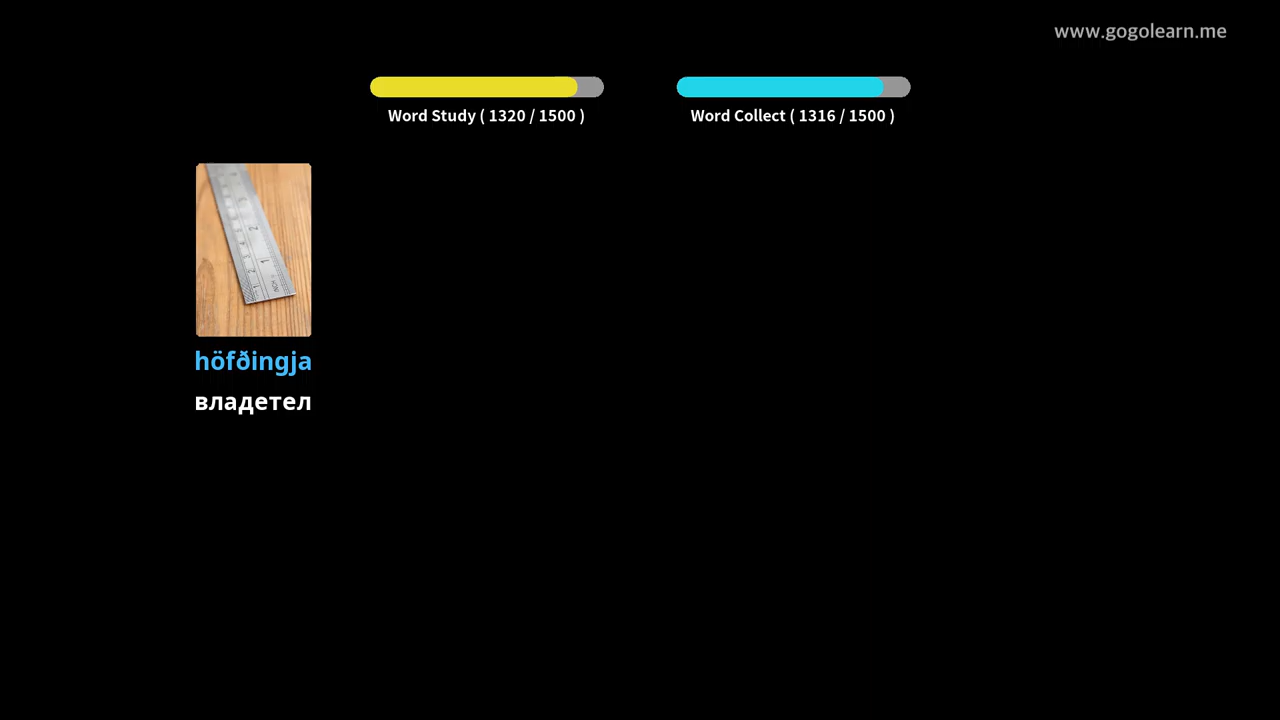 www.gogolearn.me
Word Study ( 1320 / 1500 )
Word Collect ( 1316 / 1500 )
höfðingja
владетел